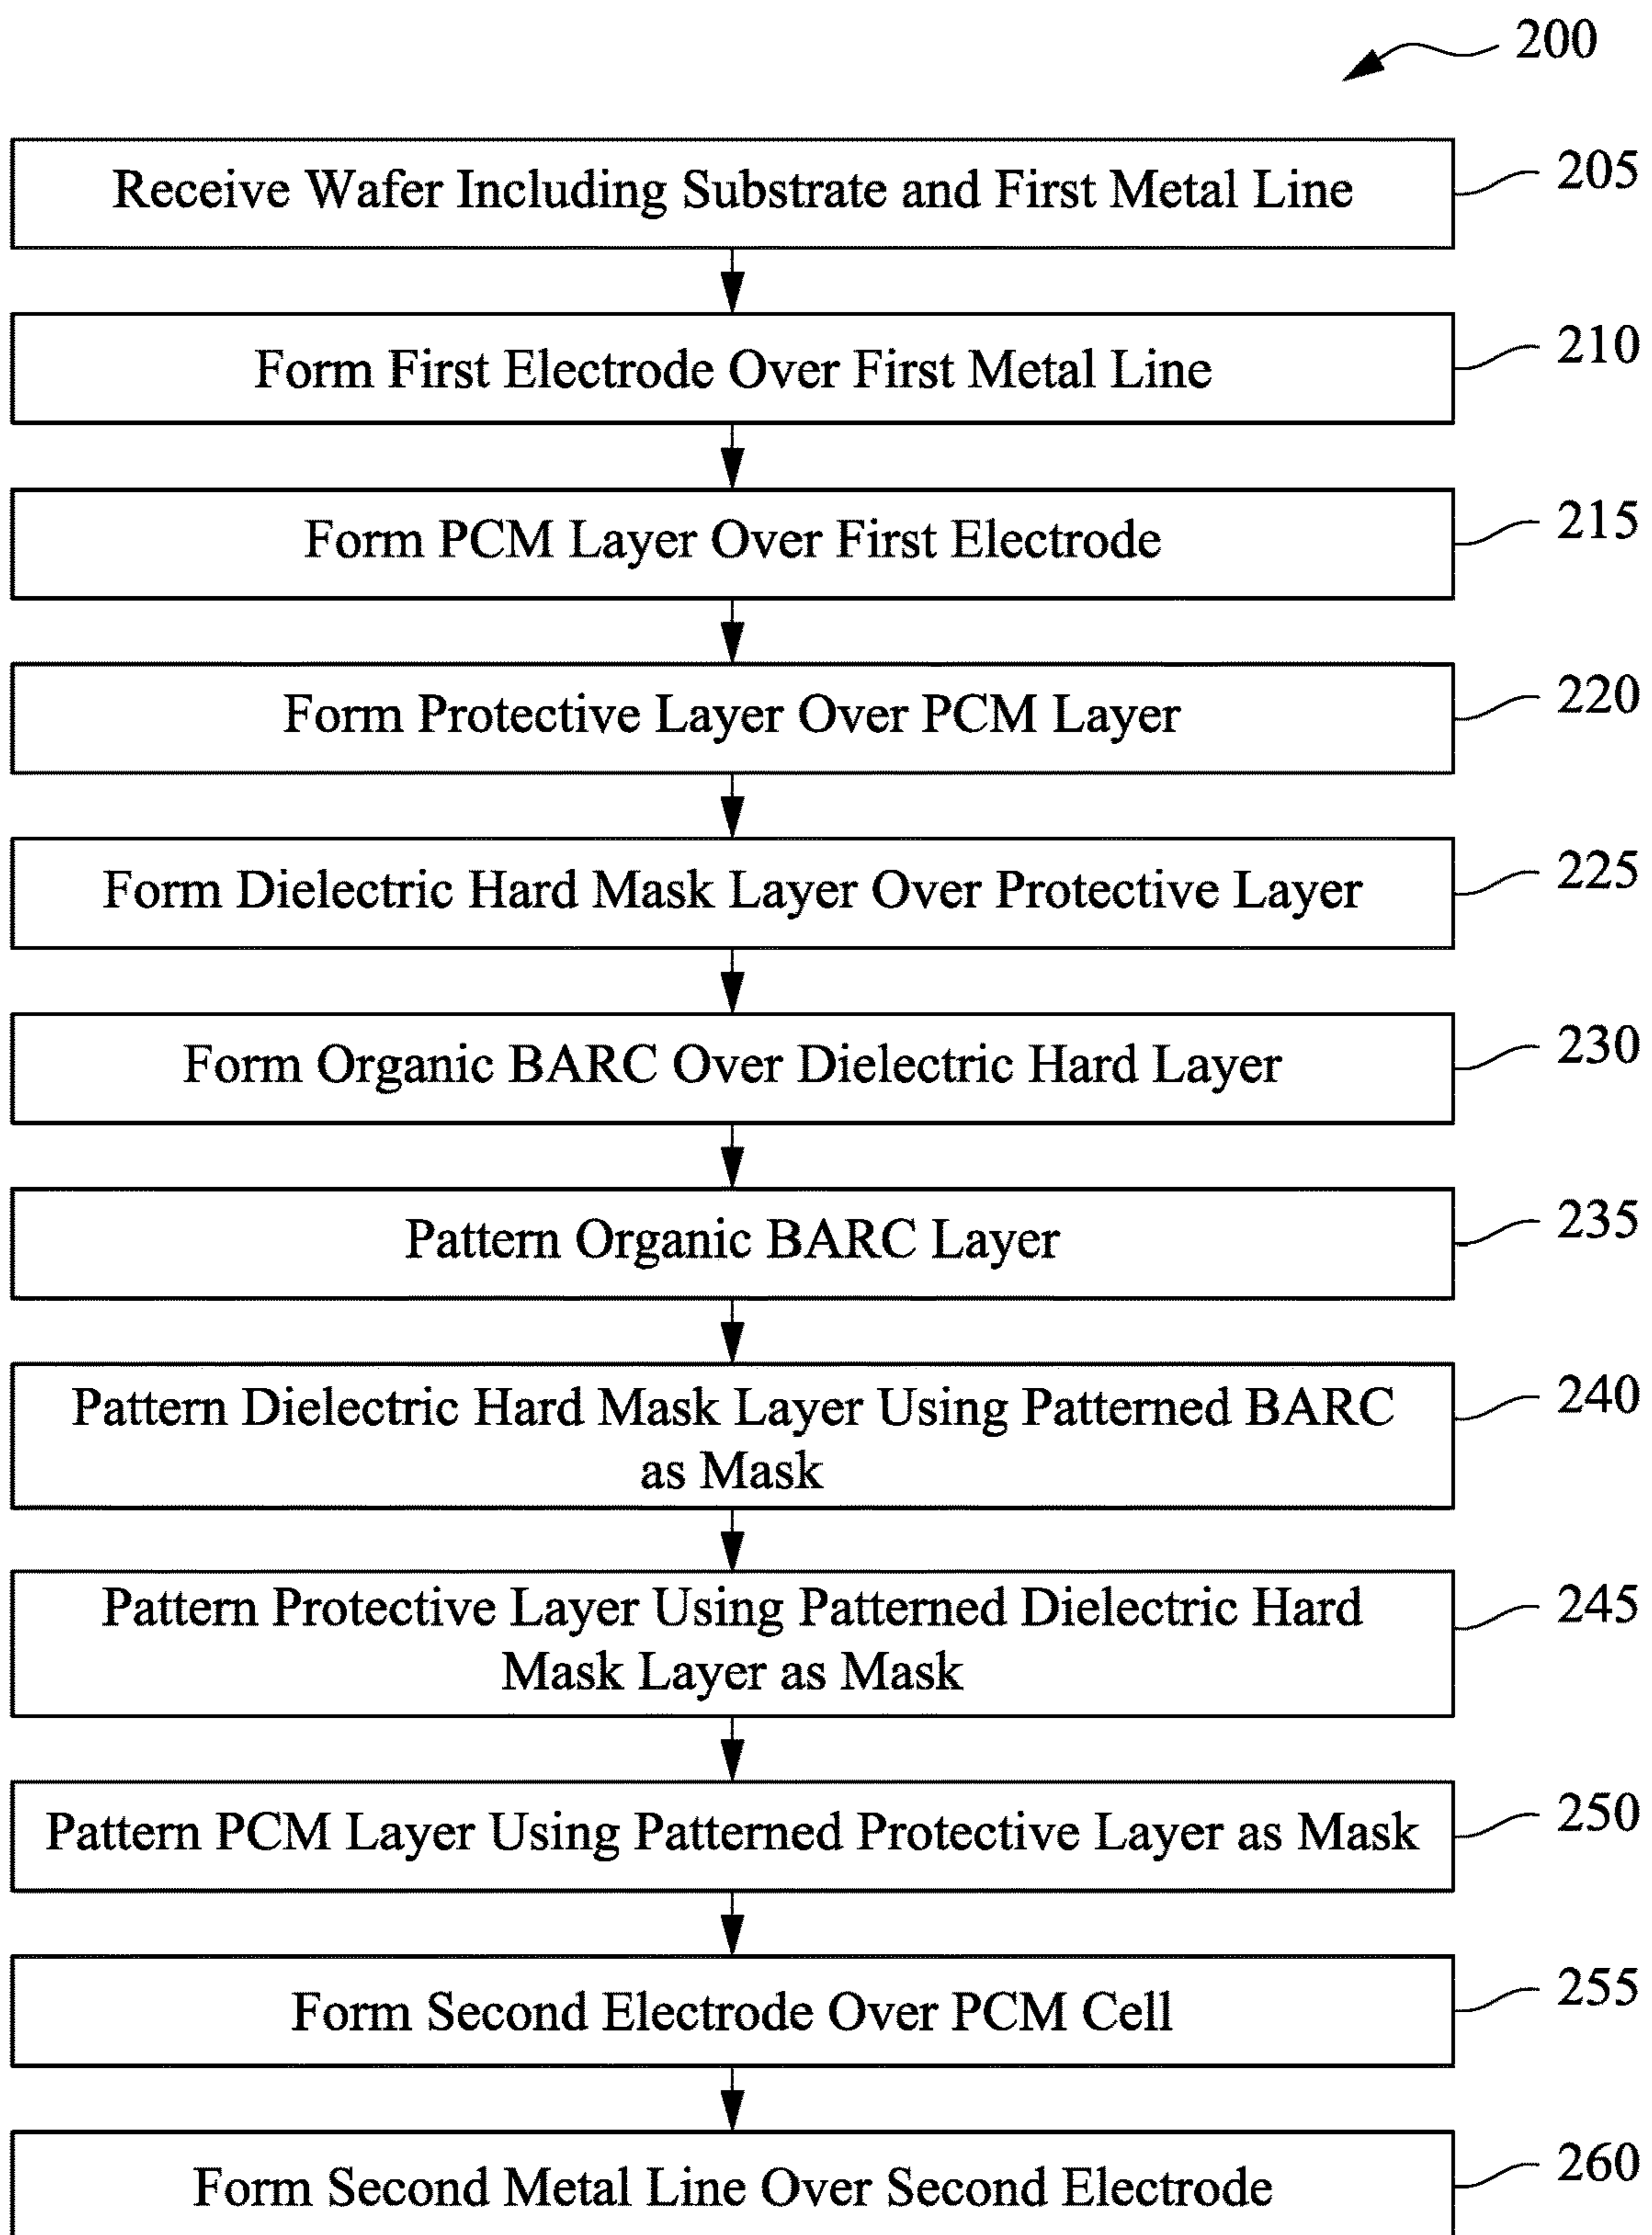 200
Receive Wafer Including Substrate and First Metal Line
205
Form First Electrode Over First Metal Line
210
Form PCM Layer Over First Electrode
215
Form Protective Layer Over PCM Layer
220
Form Dielectric Hard Mask Layer Over Protective Layer
225
Form Organic BARC Over Dielectric Hard Layer
230
Pattern Organic BARC Layer
235
Pattern Dielectric Hard Mask Layer Using Patterned BARC
as Mask
240
Pattern Protective Layer Using Patterned Dielectric Hard
Mask Layer as Mask
245
Pattern PCM Layer Using Patterned Protective Layer as Mask
250
Form Second Electrode Over PCM Cell
255
Form Second Metal Line Over Second Electrode
260